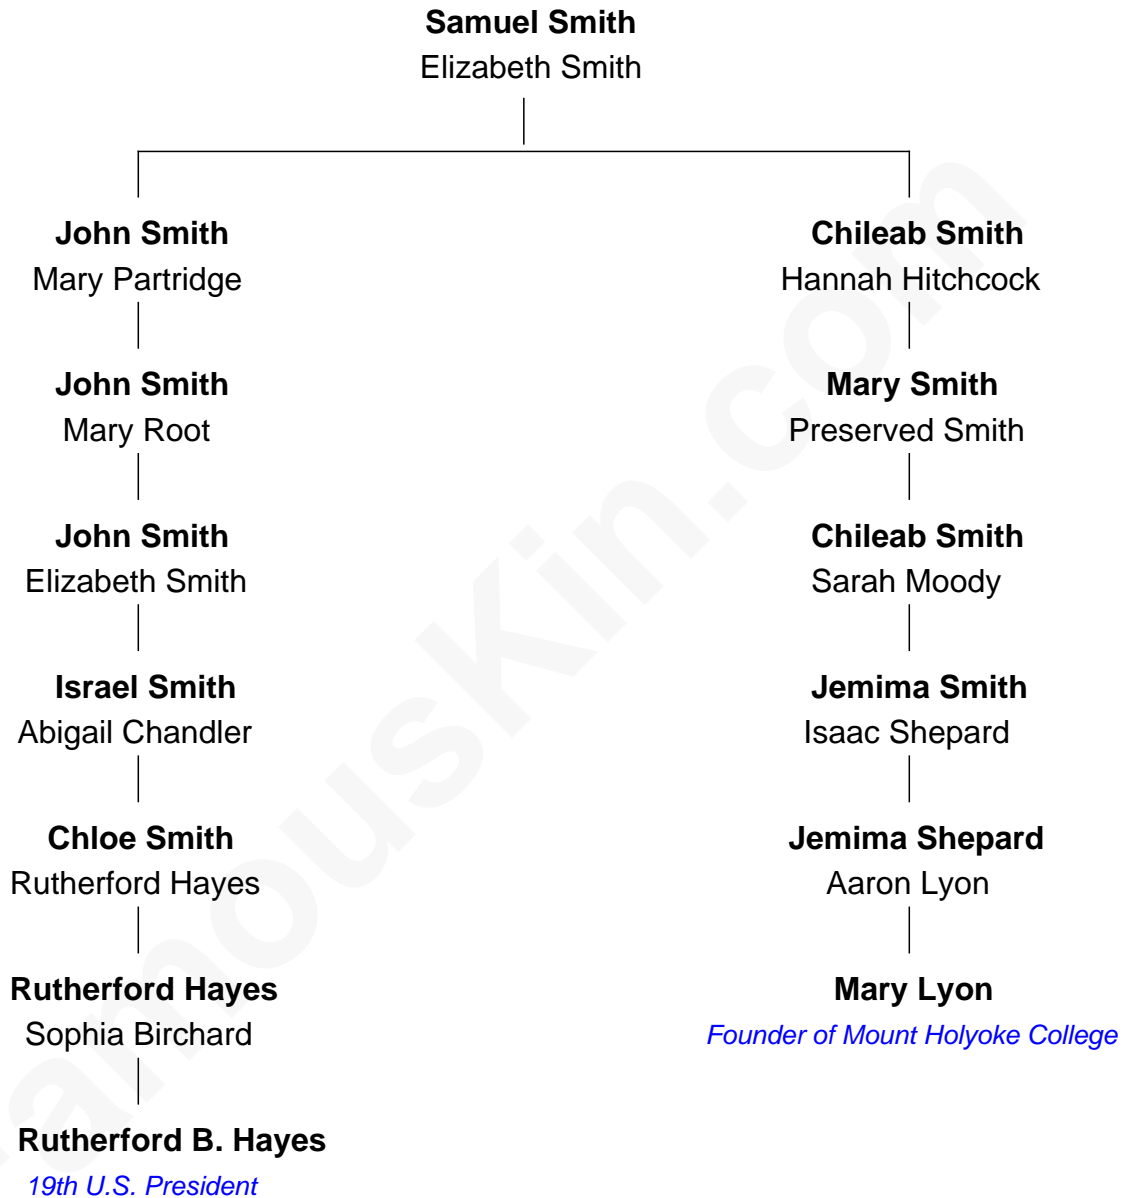 Samuel Smith
Elizabeth Smith
John Smith
Mary Partridge
John Smith
Mary Root
John Smith
Elizabeth Smith
Israel Smith
Abigail Chandler
Chloe Smith
Rutherford Hayes
Rutherford Hayes
Sophia Birchard
Rutherford B. Hayes
19th U.S. President
Chileab Smith
Hannah Hitchcock
Mary Smith
Preserved Smith
Chileab Smith
Sarah Moody
Jemima Smith
Isaac Shepard
Jemima Shepard
Aaron Lyon
Mary Lyon
Founder of Mount Holyoke College
famouskin.com